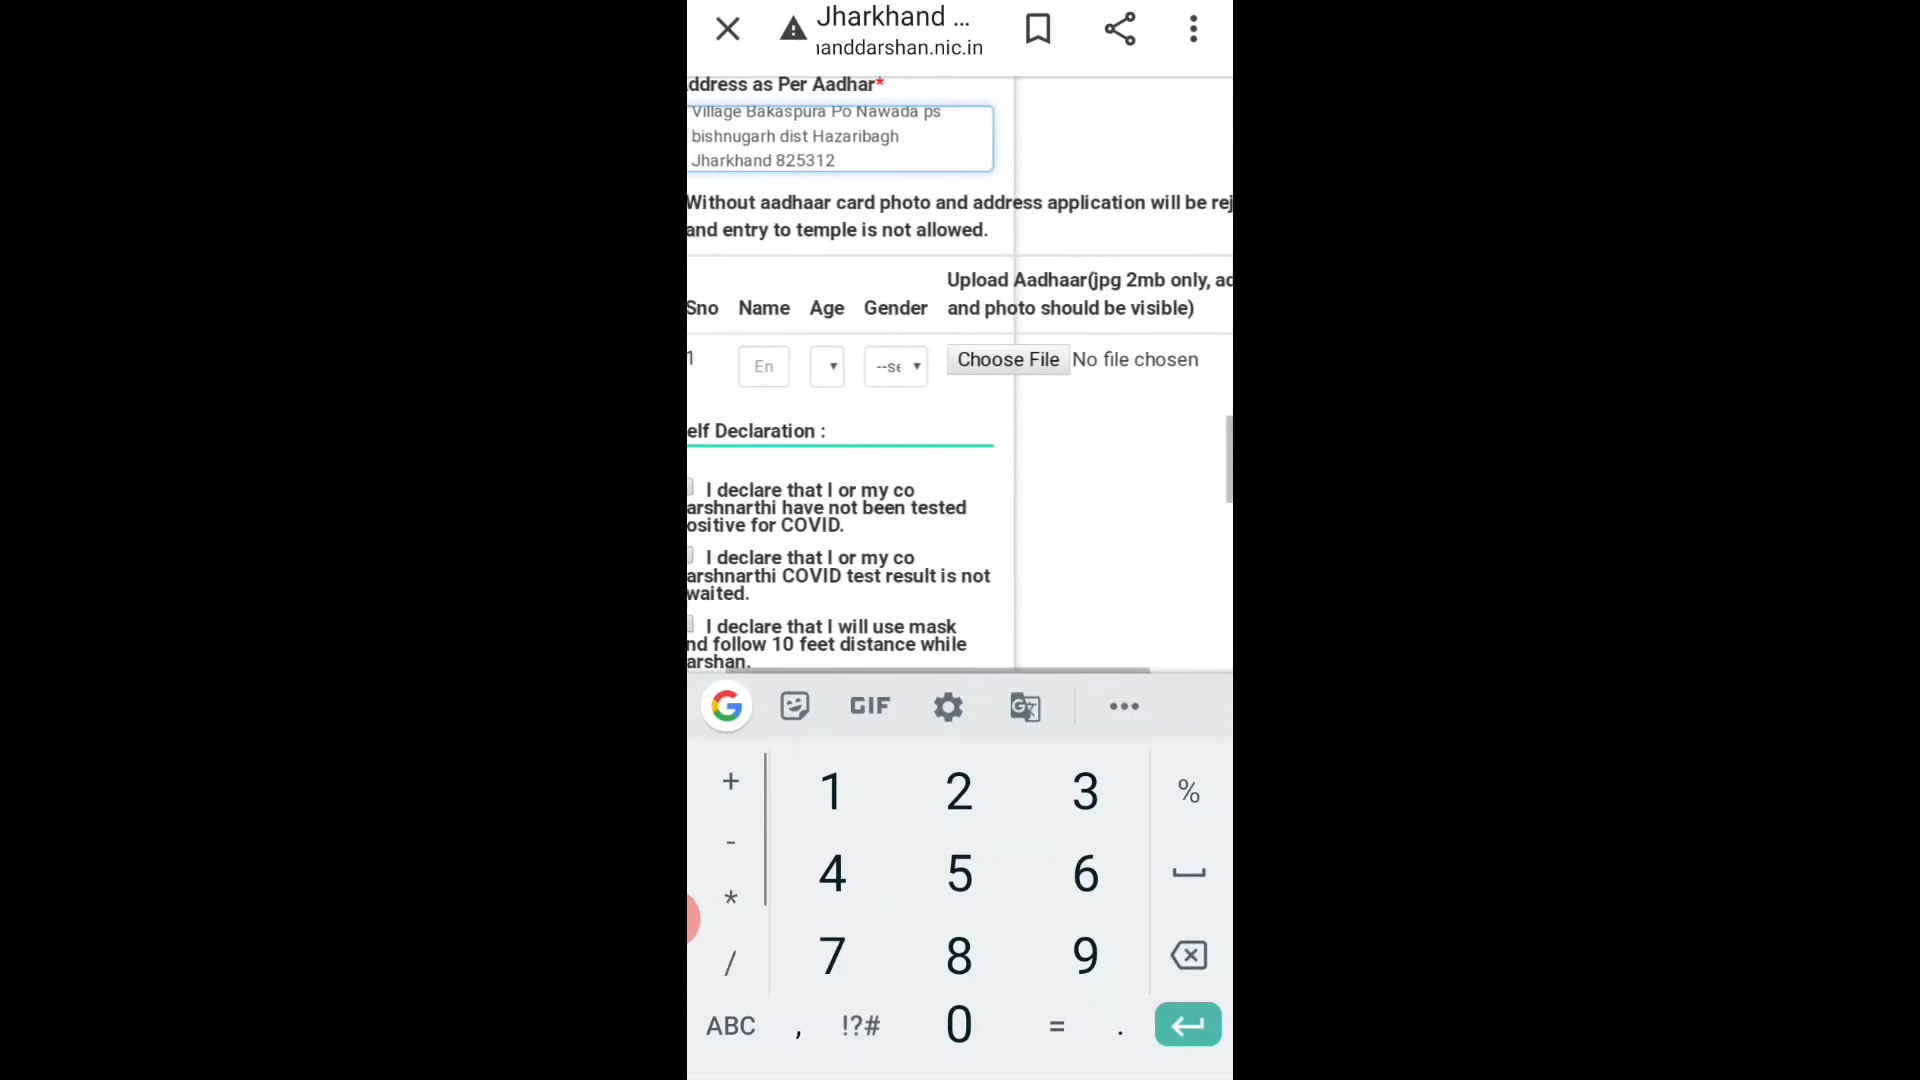 Jharkhand ...
anddarshan.nic.in
ddress as Per Aadhar*
Village Bakaspura Po Nawada ps
bishnugarh dist Hazaribagh
Jharkhand 825312
Without aadhaar card photo and address application will be rej
and entry to temple is not allowed.
Upload Aadhaar(jpg 2mb only, ad
Sno Name Age Gender and photo should be visible)
1 En --se Choose File No file chosen
elf Declaration :
I declare that I or my co
arshnarthi have not been tested
ositive for COVID.
I declare that I or my co
arshnarthi COVID test result is not
waited.
I declare that I will use mask
nd follow 10 feet distance while
arshan.
G GIF
+ 1 2 3 %
- 4 5 6
*
/ 7 8 9
ABC , !?# 0 = .